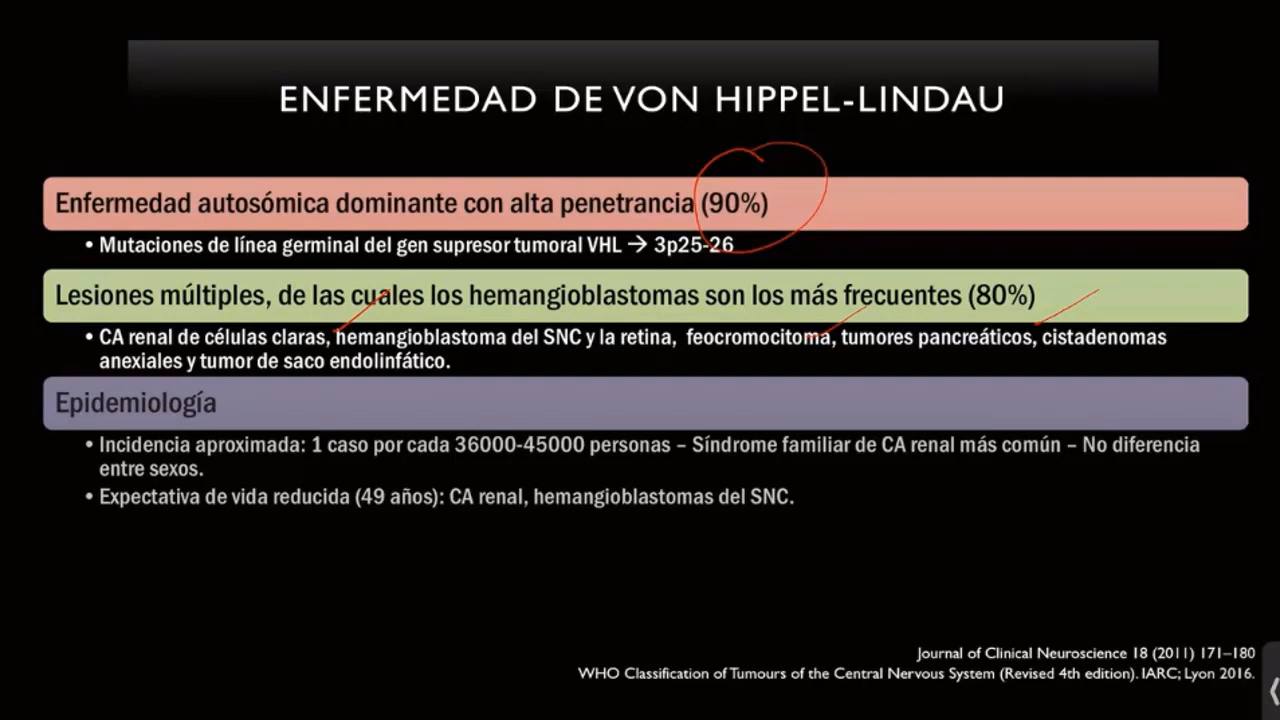 ENFERMEDAD DE VON HIPPEL-LINDAU
Enfermedad autosómica dominante con alta penetrancia (90%)
• Mutaciones de línea germinal del gen supresor tumoral VHL → 3p25-26
Lesiones múltiples, de las cuales los hemangioblastomas son los más frecuentes (80%)
• CA renal de células claras, hemangioblastoma del SNC y la retina, feocromocitoma, tumores pancreáticos, cistadenomas
anexiales y tumor de saco endolinfático.
Epidemiología
• Incidencia aproximada: 1 caso por cada 36000-45000 personas – Síndrome familiar de CA renal más común – No diferencia
entre sexos.
• Expectativa de vida reducida (49 años): CA renal, hemangioblastomas del SNC.
Journal of Clinical Neuroscience 18 (2011) 171–180
WHO Classification of Tumours of the Central Nervous System (Revised 4th edition). IARC; Lyon 2016.